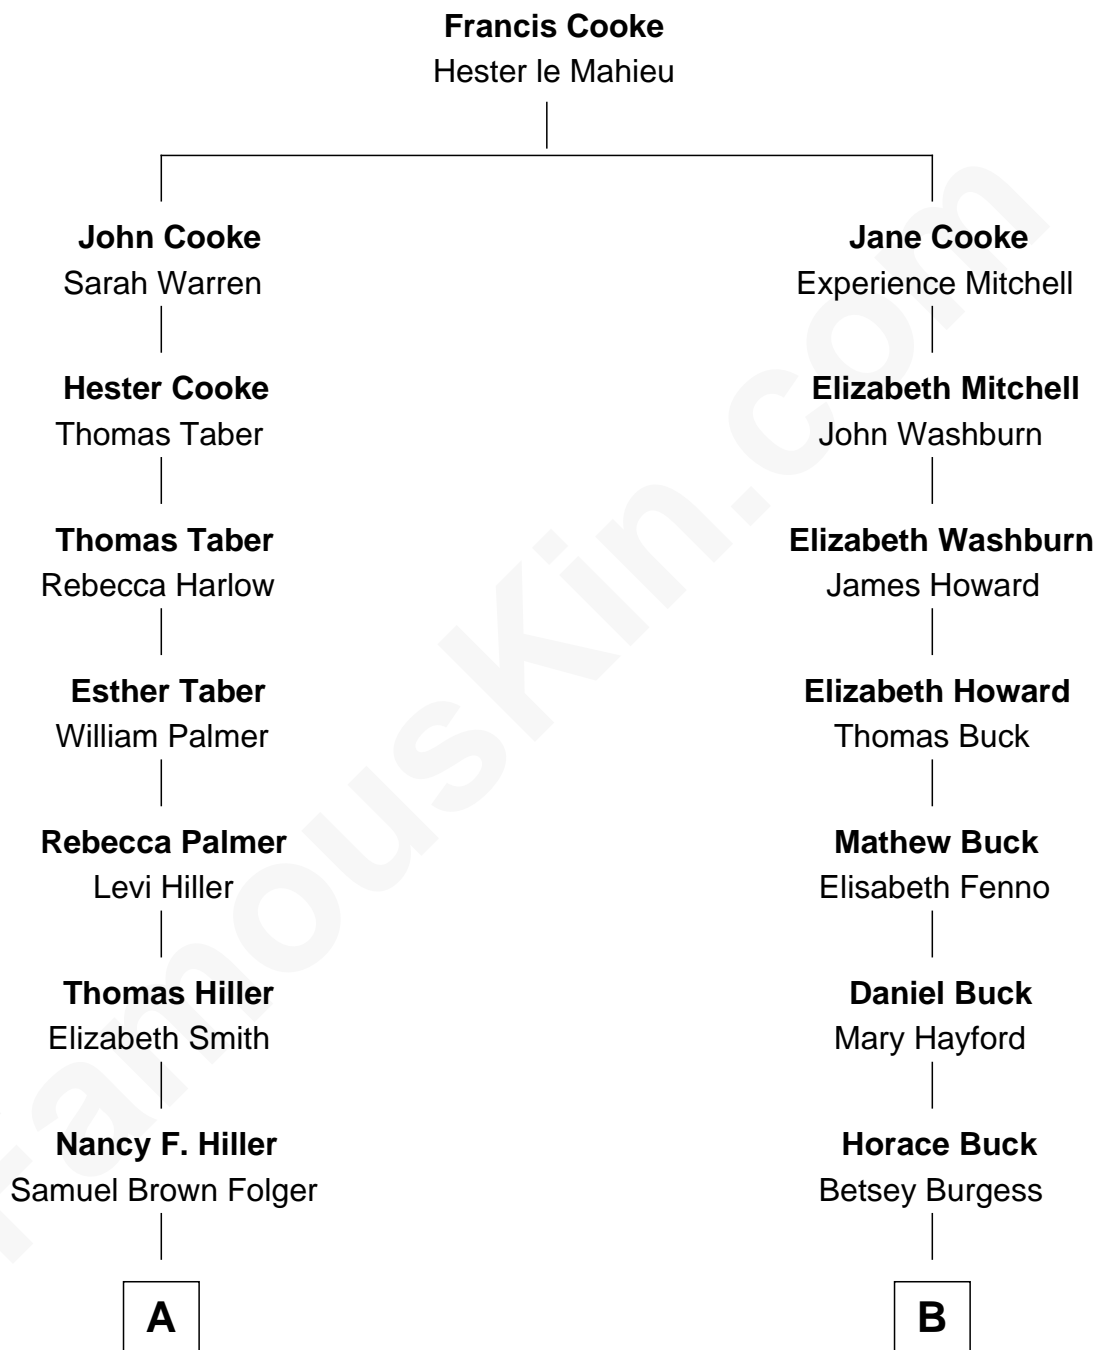 Francis Cooke
Hester le Mahieu
John Cooke
Sarah Warren
Jane Cooke
Experience Mitchell
Hester Cooke
Thomas Taber
Elizabeth Mitchell
John Washburn
Thomas Taber
Rebecca Harlow
Elizabeth Washburn
James Howard
Esther Taber
William Palmer
Elizabeth Howard
Thomas Buck
Rebecca Palmer
Levi Hiller
Mathew Buck
Elisabeth Fenno
Thomas Hiller
Elizabeth Smith
Daniel Buck
Mary Hayford
Nancy F. Hiller
Samuel Brown Folger
Horace Buck
Betsey Burgess
A
B
FamousKin.com